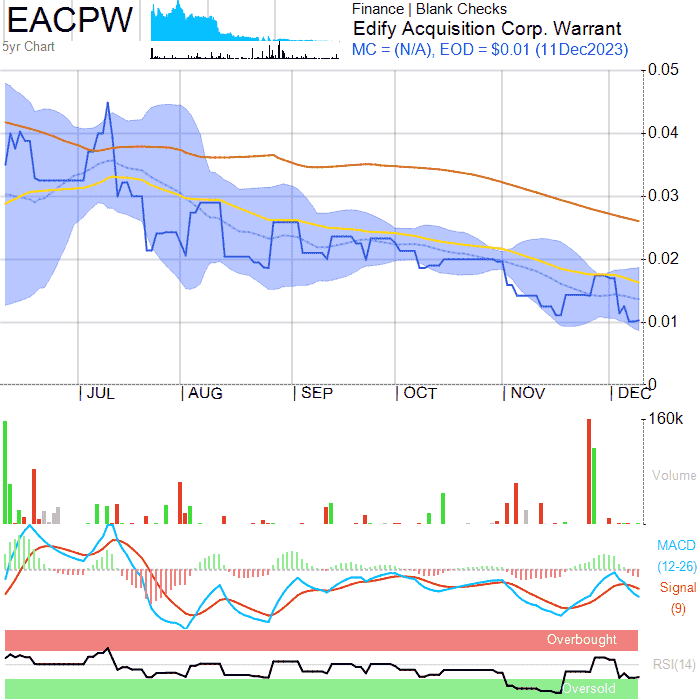 EACPW
5yr Chart
Finance | Blank Checks
Edify Acquisition Corp. Warrant
MC = (N/A), EOD = $0.01 (11Dec2023)
0.05
0.04
0.03
0.02
0.01
0
JUL AUG SEP OCT NOV DEC
160k
Volume
MACD
(12-26)
Signal
(9)
Overbought
RSI(14)
Oversold